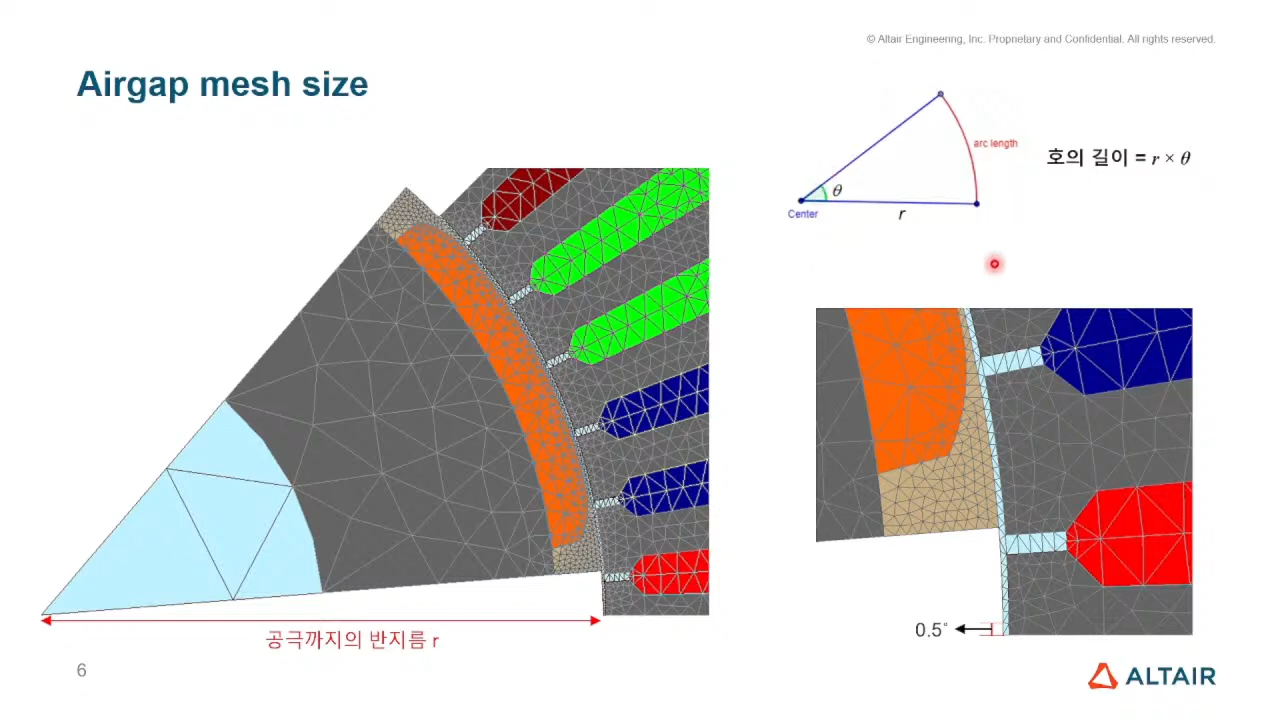 © Altair Engineering, Inc. Proprietary and Confidential. All rights reserved.
Airgap mesh size
arc length
호의 길이 = r × θ
θ
Center
r
0.5°
공극까지의 반지름 r
6
ALTAIR